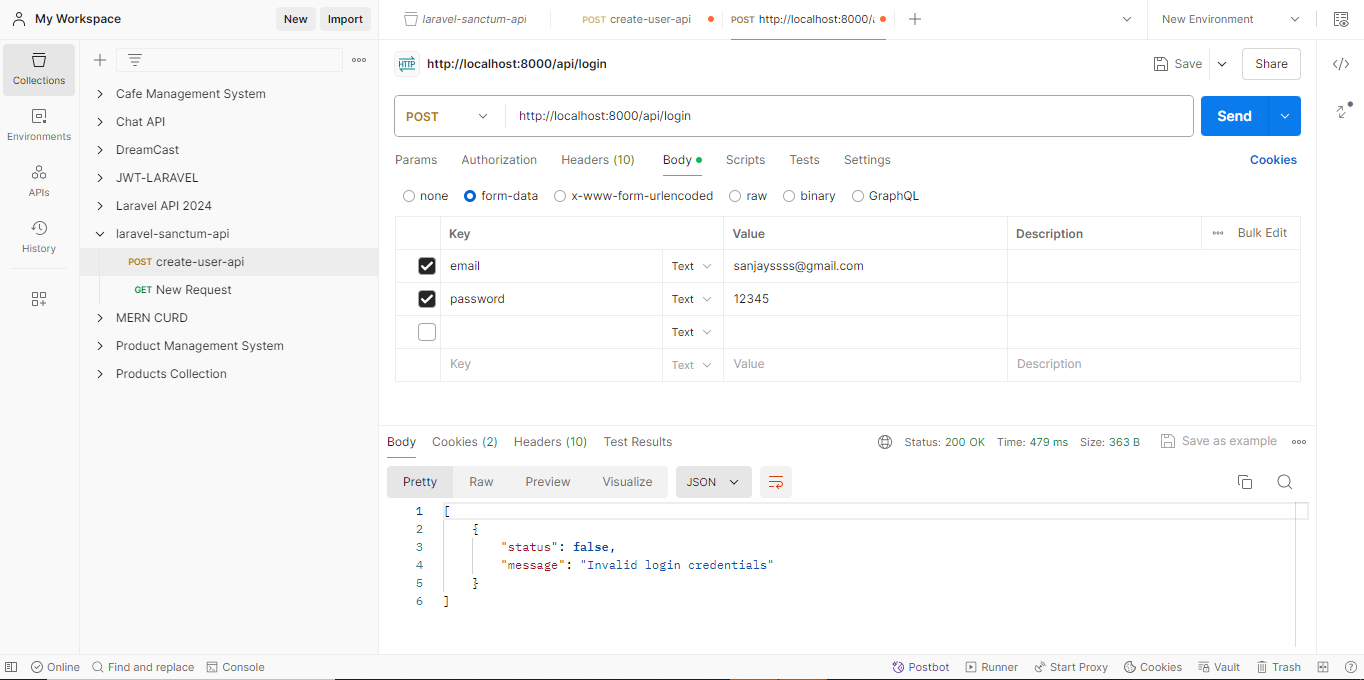 My Workspace New Import laravel-sanctum-api POST create-user-api POST http://localhost:8000/a New Environment
Collections
Environments
APIs
History
Cafe Management System
Chat API
DreamCast
JWT-LARAVEL
Laravel API 2024
laravel-sanctum-api
POST create-user-api
GET New Request
MERN CURD
Product Management System
Products Collection
HTTP http://localhost:8000/api/login Save Share
POST http://localhost:8000/api/login Send
Params Authorization Headers (10) Body Scripts Tests Settings Cookies
none form-data x-www-form-urlencoded raw binary GraphQL
Key Value Description Bulk Edit
email Text sanjayssss@gmail.com
password Text 12345
Text
Key Text Value Description
Body Cookies (2) Headers (10) Test Results Status: 200 OK Time: 479 ms Size: 363 B Save as example
Pretty Raw Preview Visualize JSON
1 [
2 {
3 "status": false,
4 "message": "Invalid login credentials"
5 }
6 ]
Online Find and replace Console Postbot Runner Start Proxy Cookies Vault Trash